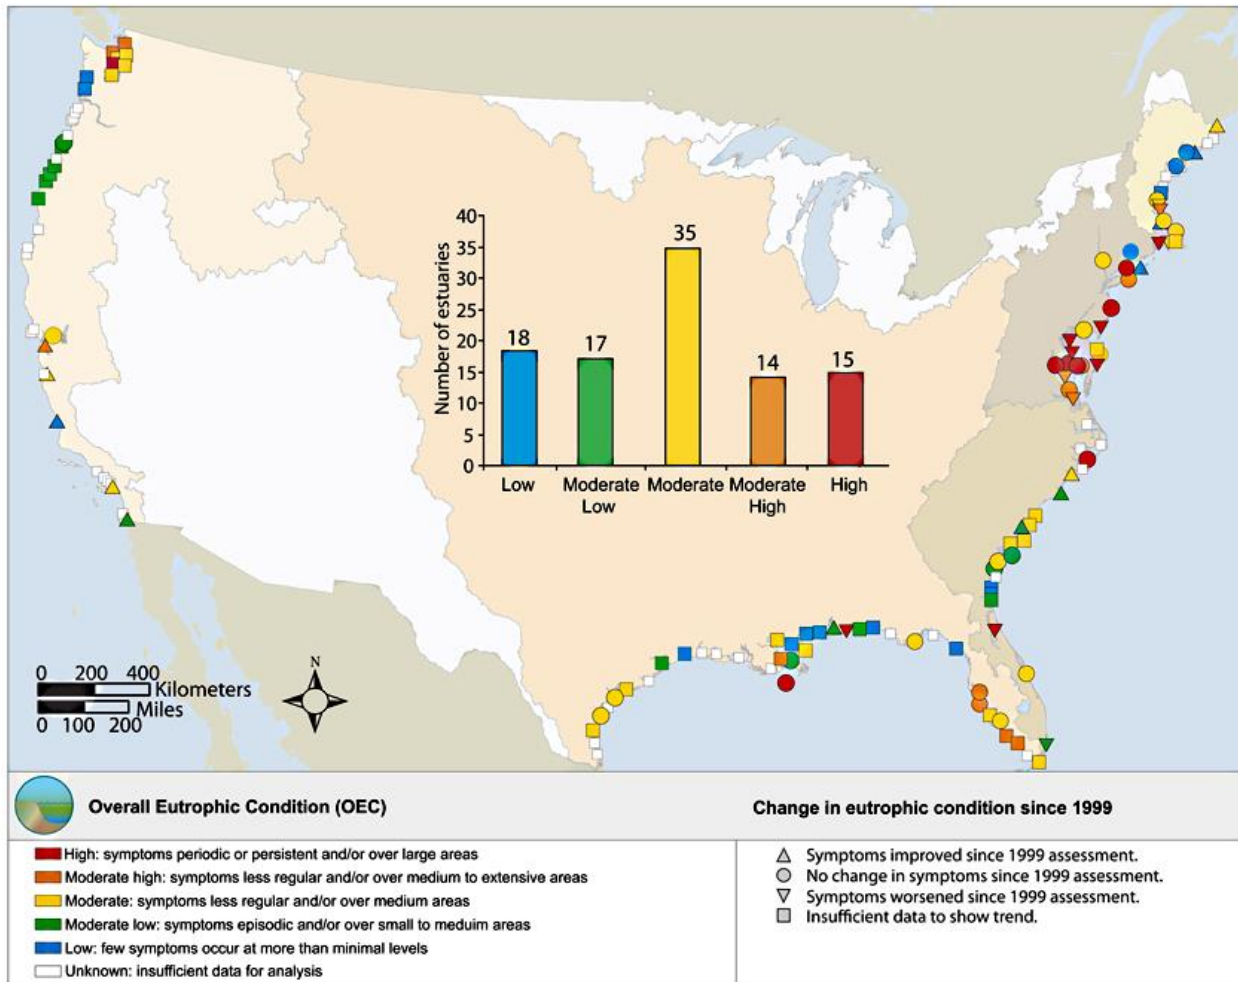 40
35
30
25
20
15
10
5
0
Number of estuaries
18
17
35
14
15
Low
Moderate Low
Moderate
Moderate High
High
N
0 200 400
Kilometers
Miles
0 100 200
Overall Eutrophic Condition (OEC)
High: symptoms periodic or persistent and/or over large areas
Moderate high: symptoms less regular and/or over medium to extensive areas
Moderate: symptoms less regular and/or over medium areas
Moderate low: symptoms episodic and/or over small to meduim areas
Low: few symptoms occur at more than minimal levels
Unknown: insufficient data for analysis
Change in eutrophic condition since 1999
Symptoms improved since 1999 assessment.
No change in symptoms since 1999 assessment.
Symptoms worsened since 1999 assessment.
Insufficient data to show trend.